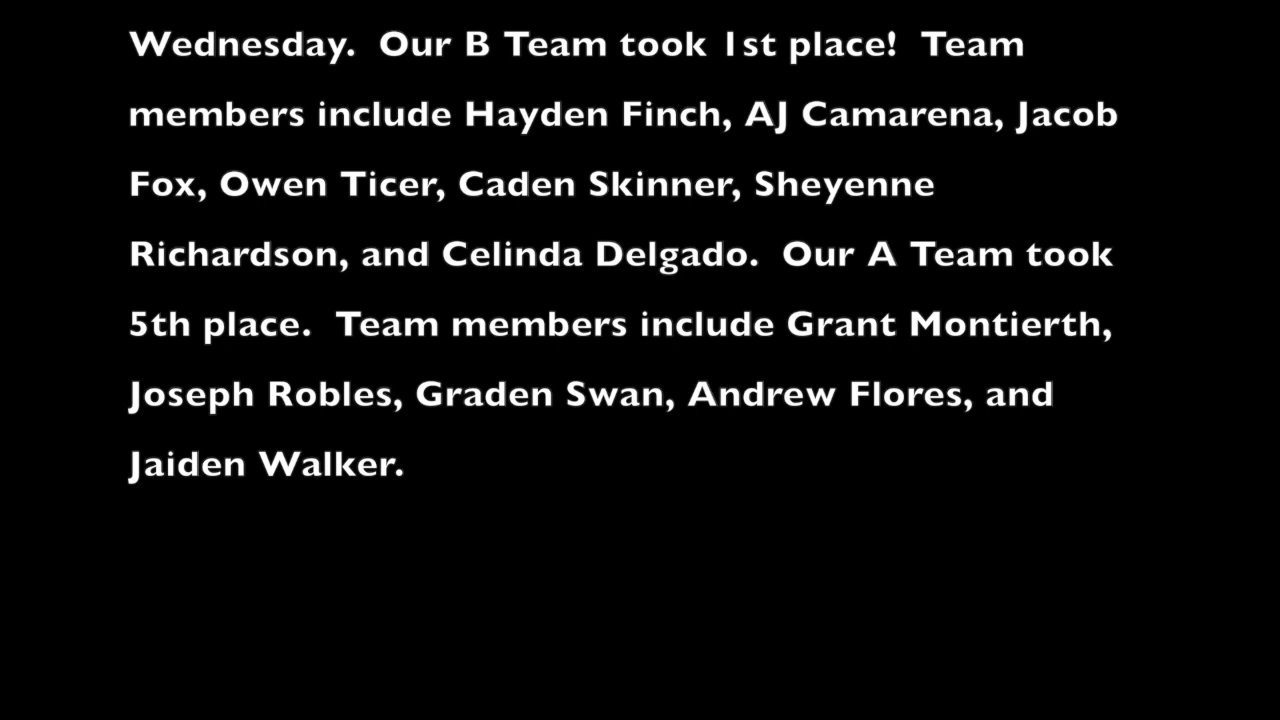 Wednesday.  Our B Team took 1st place!  Team
members include Hayden Finch, AJ Camarena, Jacob
Fox, Owen Ticer, Caden Skinner, Sheyenne
Richardson, and Celinda Delgado.  Our A Team took
5th place.  Team members include Grant Montierth,
Joseph Robles, Graden Swan, Andrew Flores, and
Jaiden Walker.